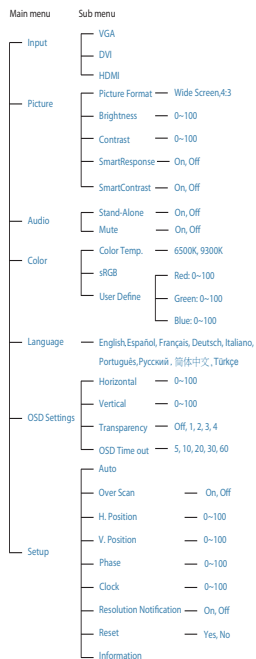 Main menu Sub menu
Input
VGA
DVI
HDMI
Picture
Picture Format Wide Screen,4:3
Brightness 0~100
Contrast 0~100
SmartResponse On, Off
SmartContrast On, Off
Audio
Stand-Alone On, Off
Mute On, Off
Color
Color Temp. 6500K, 9300K
sRGB
User Define
Red: 0~100
Green: 0~100
Blue: 0~100
Language
English,Español, Français, Deutsch, Italiano,
Português,Русский , 简体中文, Türkçe
OSD Settings
Horizontal 0~100
Vertical 0~100
Transparency Off, 1, 2, 3, 4
OSD Time out 5, 10, 20, 30, 60
Setup
Auto
Over Scan On, Off
H. Position 0~100
V. Position 0~100
Phase 0~100
Clock 0~100
Resolution Notification On, Off
Reset Yes, No
Information